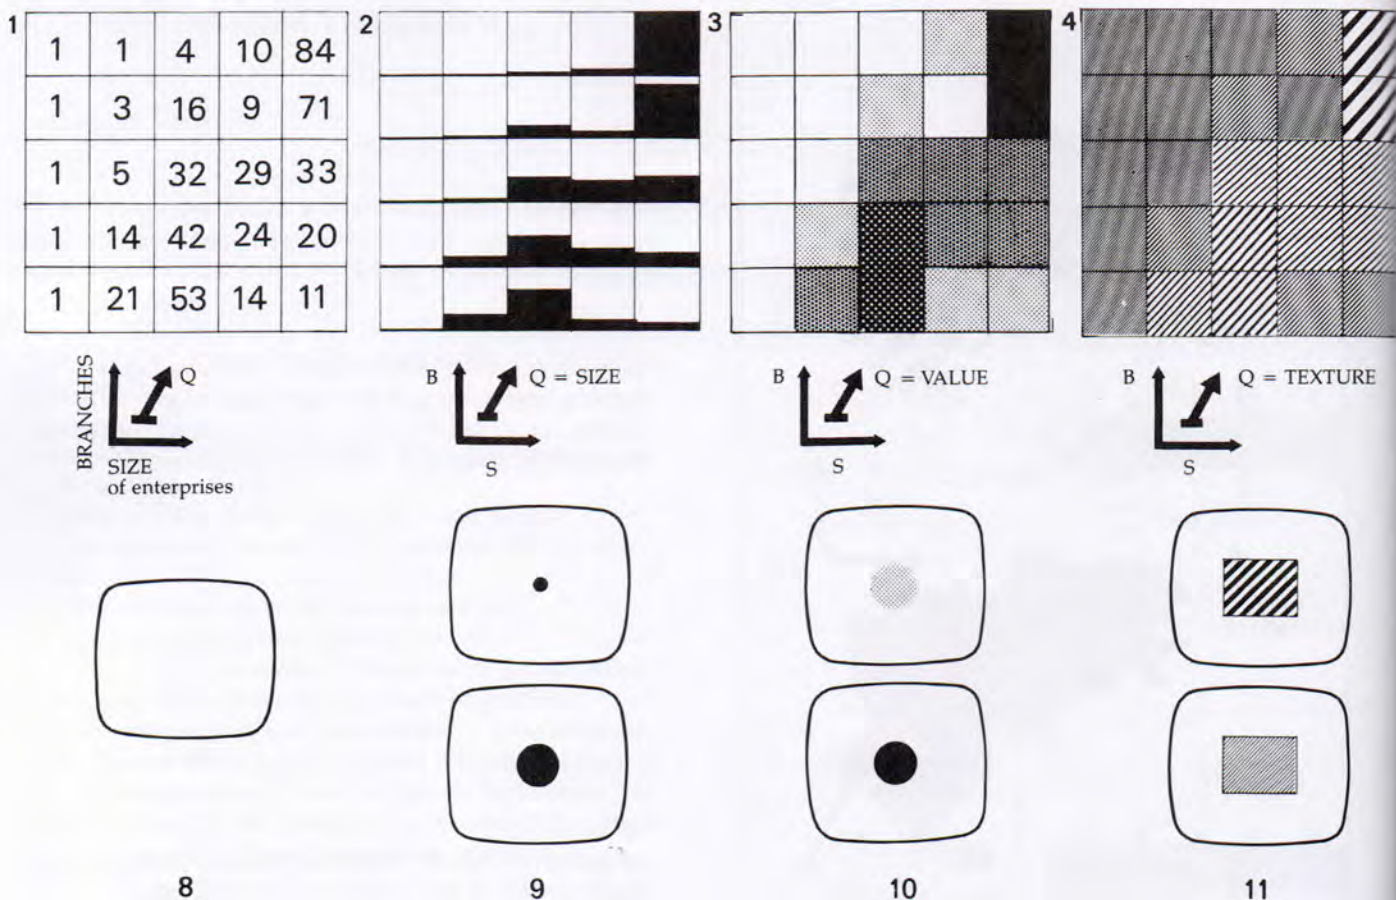 1 2 3 4
1 1 4 10 84
1 3 16 9 71
1 5 32 29 33
1 14 42 24 20
1 21 53 14 11
BRANCHES
Q
SIZE
of enterprises
B
Q = SIZE
S
B
Q = VALUE
S
B
Q = TEXTURE
S
8 9 10 11